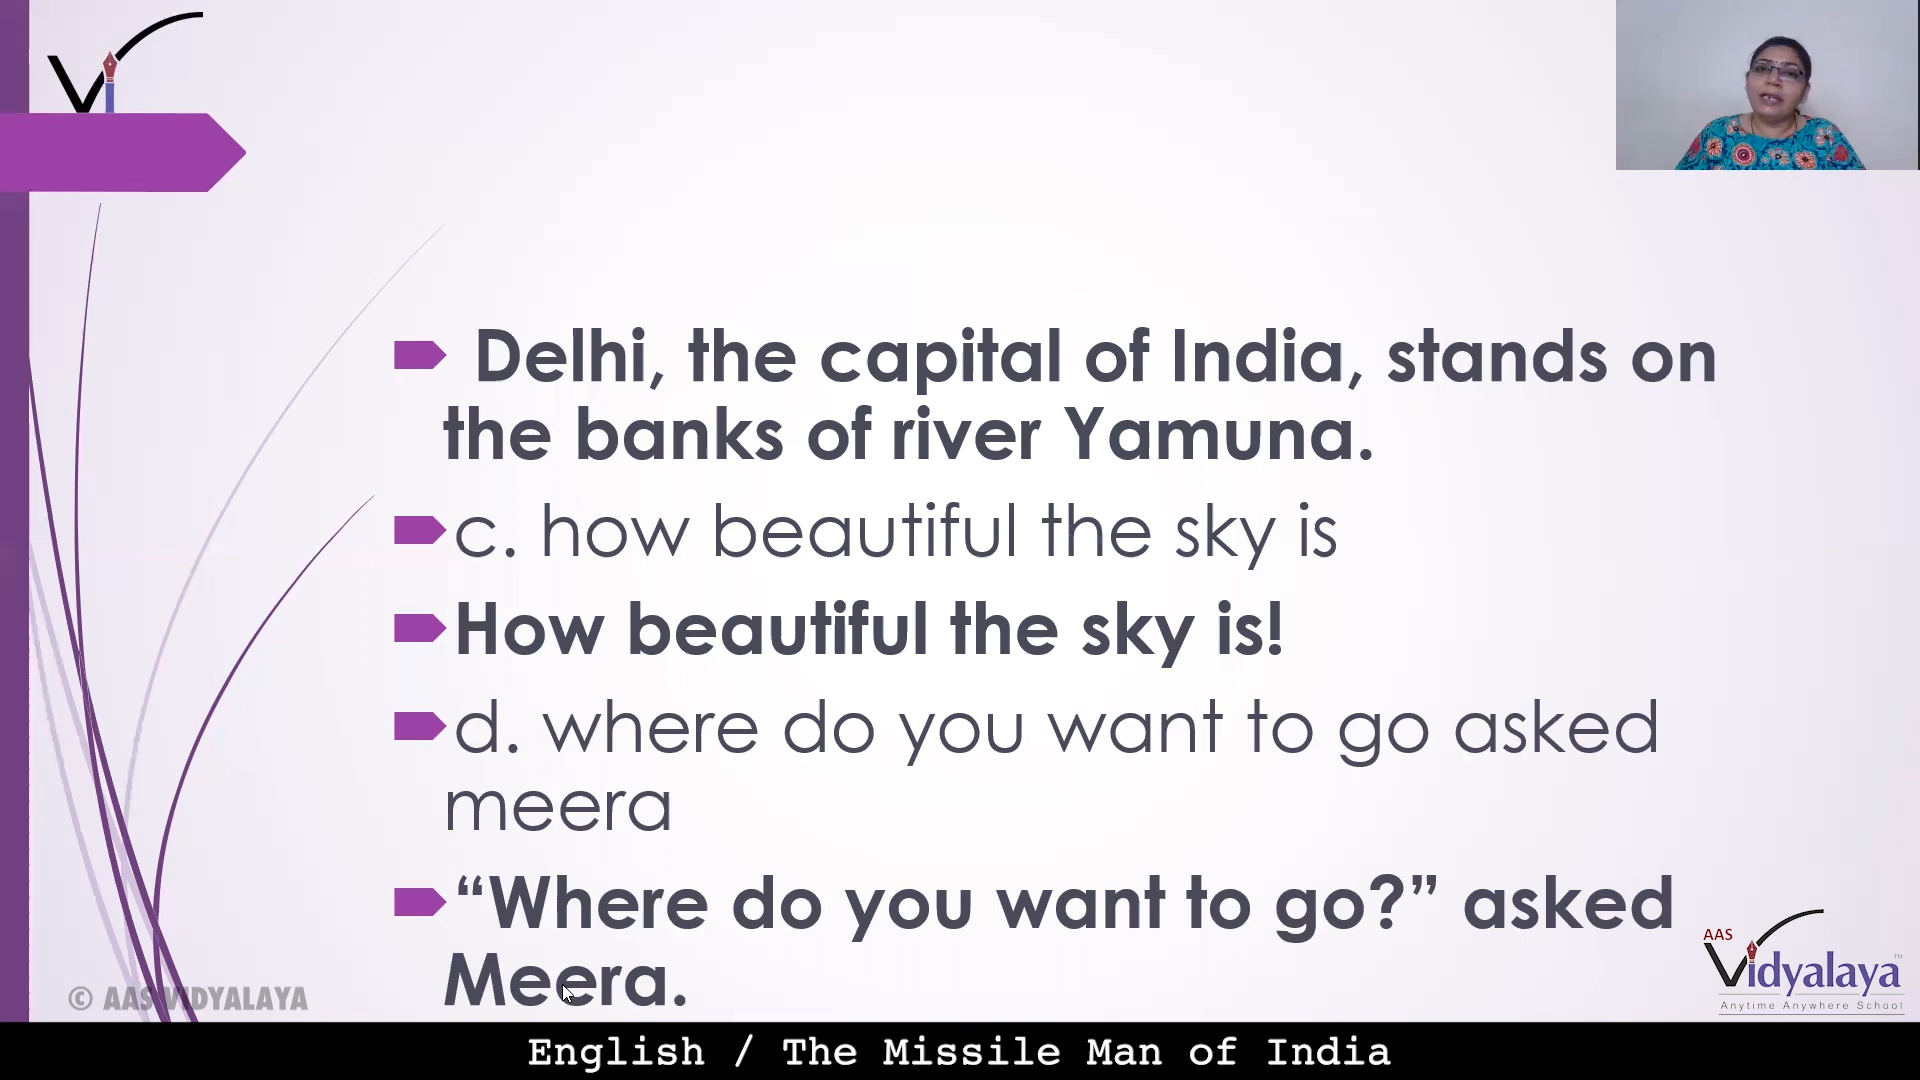 Vi
Delhi, the capital of India, stands on
the banks of river Yamuna.
c. how beautiful the sky is
How beautiful the sky is!
d. where do you want to go asked
meera
“Where do you want to go?” asked
Meera.
AAS
Vidyalaya™
Anytime Anywhere School
© AAS VIDYALAYA
English / The Missile Man of India